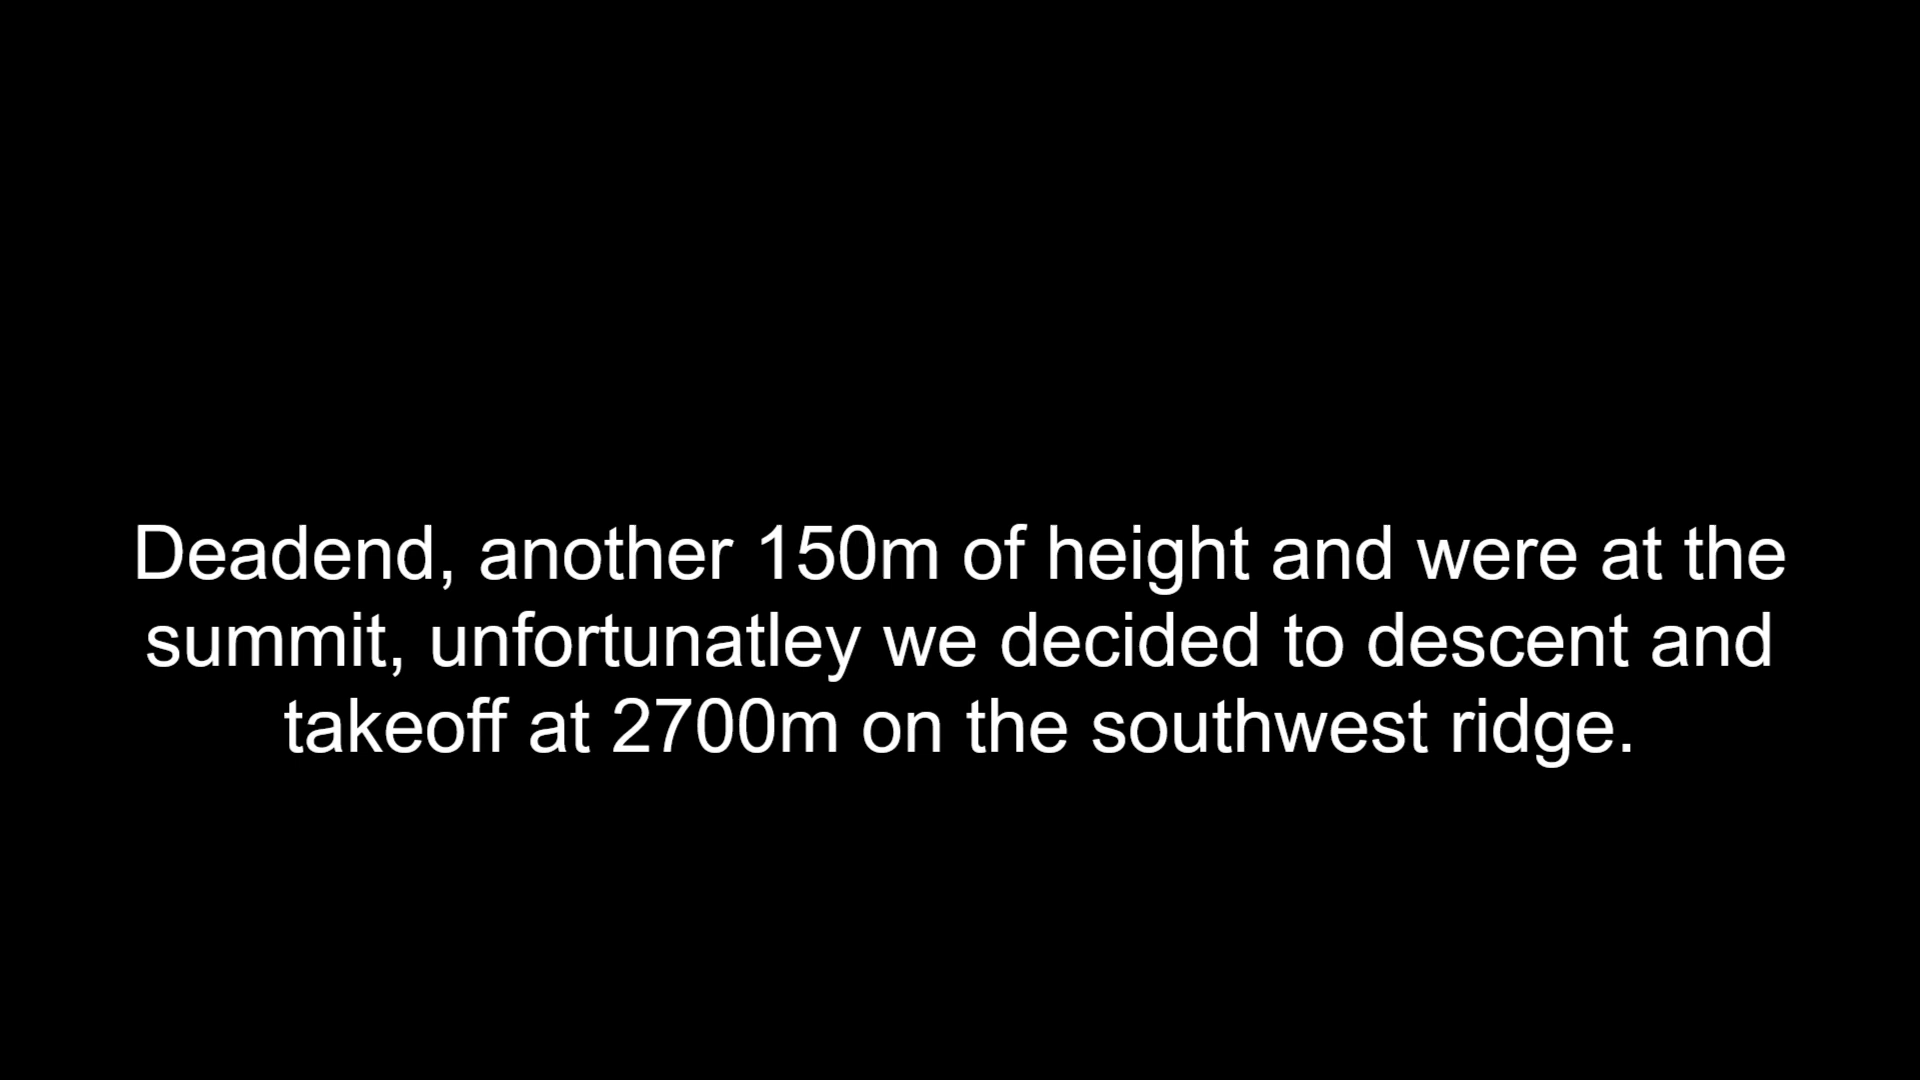 Deadend, another 150m of height and were at the
summit, unfortunatley we decided to descent and
takeoff at 2700m on the southwest ridge.